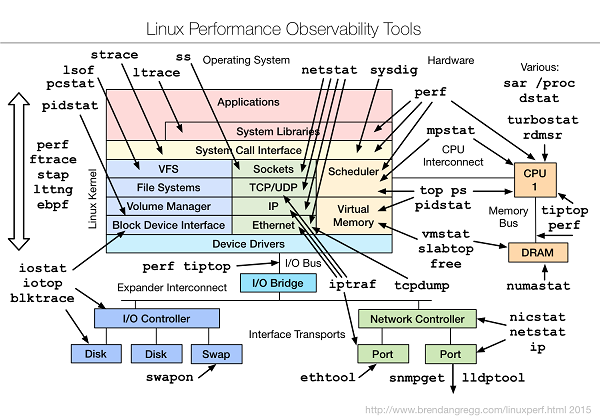 Linux Performance Observability Tools
strace
ss
Operating System
Hardware
Various:
lsof
ltrace
netstat
sysdig
sar /proc
pcstat
dstat
pidstat
Applications
perf
turbostat
rdmsr
System Libraries
mpstat
System Call Interface
CPU
Interconnect
perf
ftrace
stap
lttng
ebpf
Linux Kernel
VFS
Sockets
Scheduler
CPU
1
File Systems
TCP/UDP
top ps
pidstat
Volume Manager
IP
Virtual
Memory
Memory
Bus
tiptop
perf
Block Device Interface
Ethernet
vmstat
slabtop
free
DRAM
Device Drivers
iostat
iotop
blktrace
perf tiptop
I/O Bus
iptraf
tcpdump
numastat
Expander Interconnect
I/O Bridge
I/O Controller
Interface Transports
Network Controller
nicstat
netstat
ip
Disk
Disk
Swap
Port
Port
swapon
ethtool
snmpget
lldptool
http://www.brendangregg.com/linuxperf.html 2015